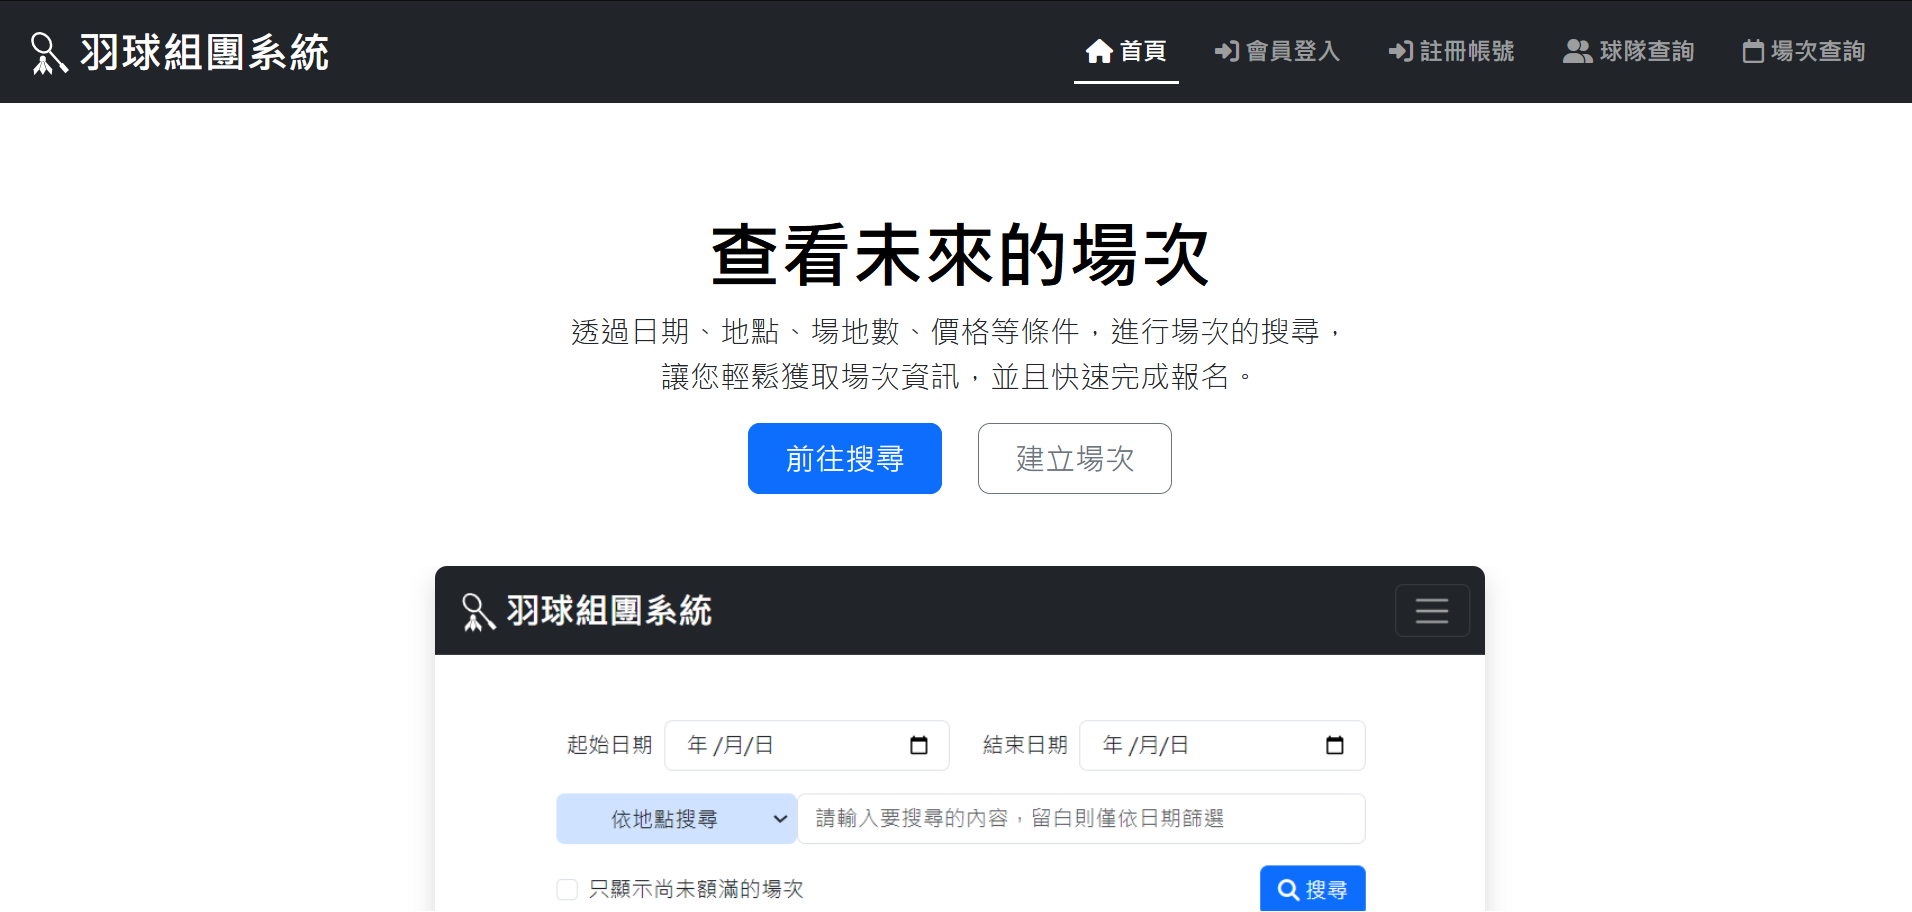 羽球組團系統
首頁
會員登入
註冊帳號
球隊查詢
場次查詢
查看未來的場次
透過日期、地點、場地數、價格等條件，進行場次的搜尋，
讓您輕鬆獲取場次資訊，並且快速完成報名。
前往搜尋
建立場次
羽球組團系統
起始日期 年 /月/日
結束日期 年 /月/日
依地點搜尋
請輸入要搜尋的內容，留白則僅依日期篩選
只顯示尚未額滿的場次
搜尋